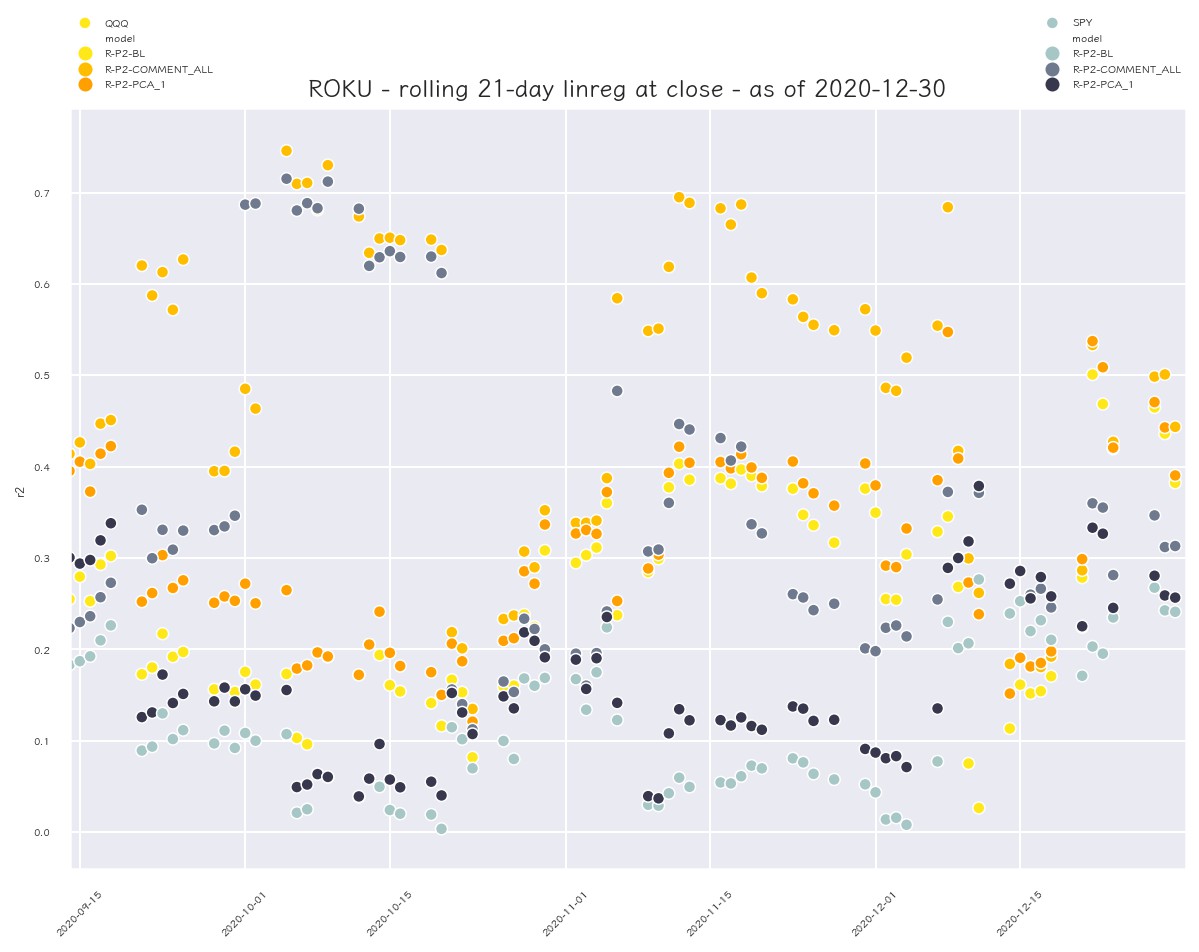 QQQ
model
R-P2-BL
R-P2-COMMENT_ALL
R-P2-PCA_1
SPY
model
R-P2-BL
R-P2-COMMENT_ALL
R-P2-PCA_1
ROKU - rolling 21-day linreg at close - as of 2020-12-30
r2
0.7
0.6
0.5
0.4
0.3
0.2
0.1
0.0
2020-09-15
2020-10-01
2020-10-15
2020-11-01
2020-11-15
2020-12-01
2020-12-15